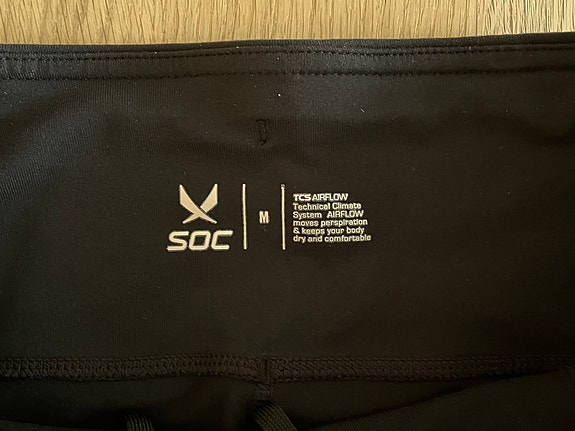 SOC
M
TCS AIRFLOW
Technical Climate
System AIRFLOW
moves perspiration
& keeps your body
dry and comfortable